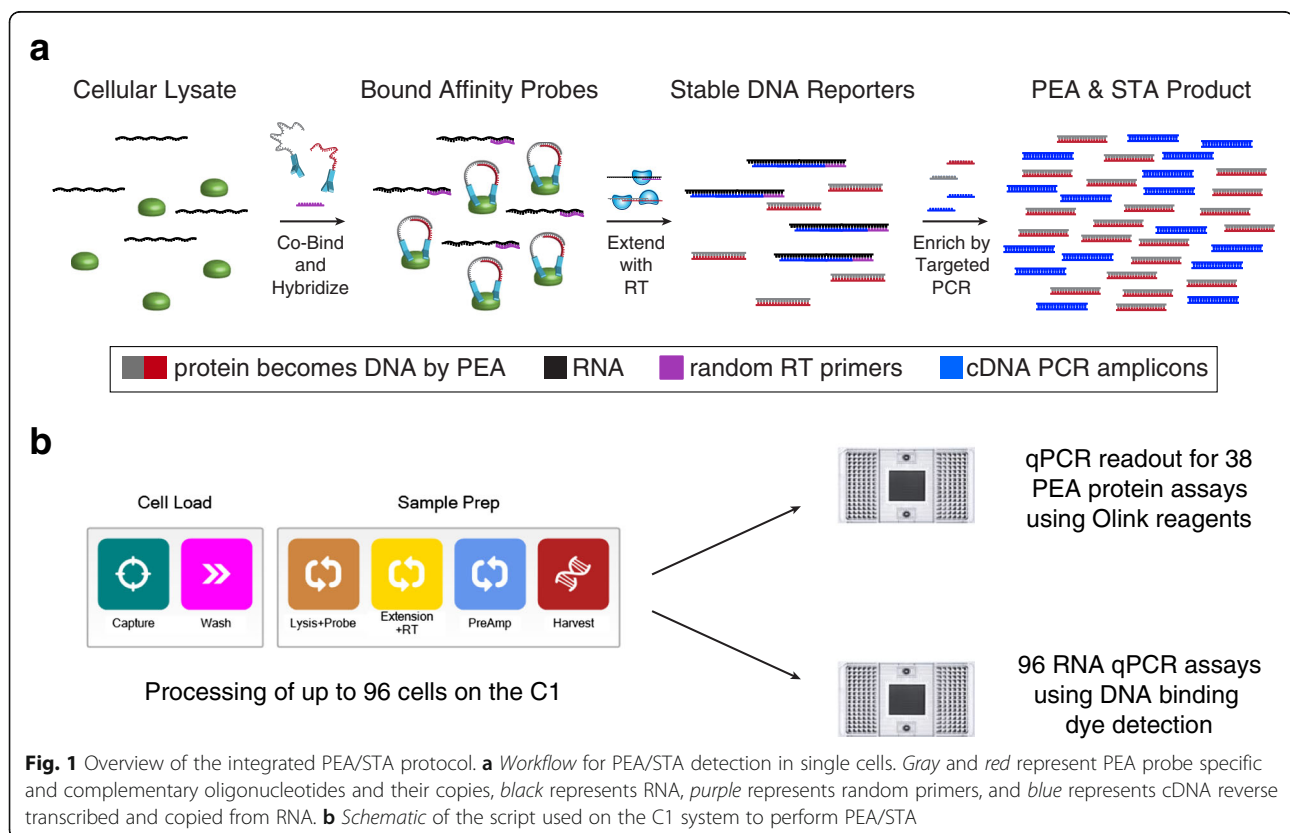 a
Cellular Lysate
Bound Affinity Probes
Stable DNA Reporters
PEA & STA Product
Co-Bind
and
Hybridize
Extend
with
RT
Enrich by
Targeted
PCR
protein becomes DNA by PEA
RNA
random RT primers
cDNA PCR amplicons
b
Cell Load
Sample Prep
Capture
Wash
Lysis+Probe
Extension
+RT
PreAmp
Harvest
Processing of up to 96 cells on the C1
qPCR readout for 38
PEA protein assays
using Olink reagents
96 RNA qPCR assays
using DNA binding
dye detection
Fig. 1 Overview of the integrated PEA/STA protocol. a Workflow for PEA/STA detection in single cells. Gray and red represent PEA probe specific
and complementary oligonucleotides and their copies, black represents RNA, purple represents random primers, and blue represents cDNA reverse
transcribed and copied from RNA. b Schematic of the script used on the C1 system to perform PEA/STA